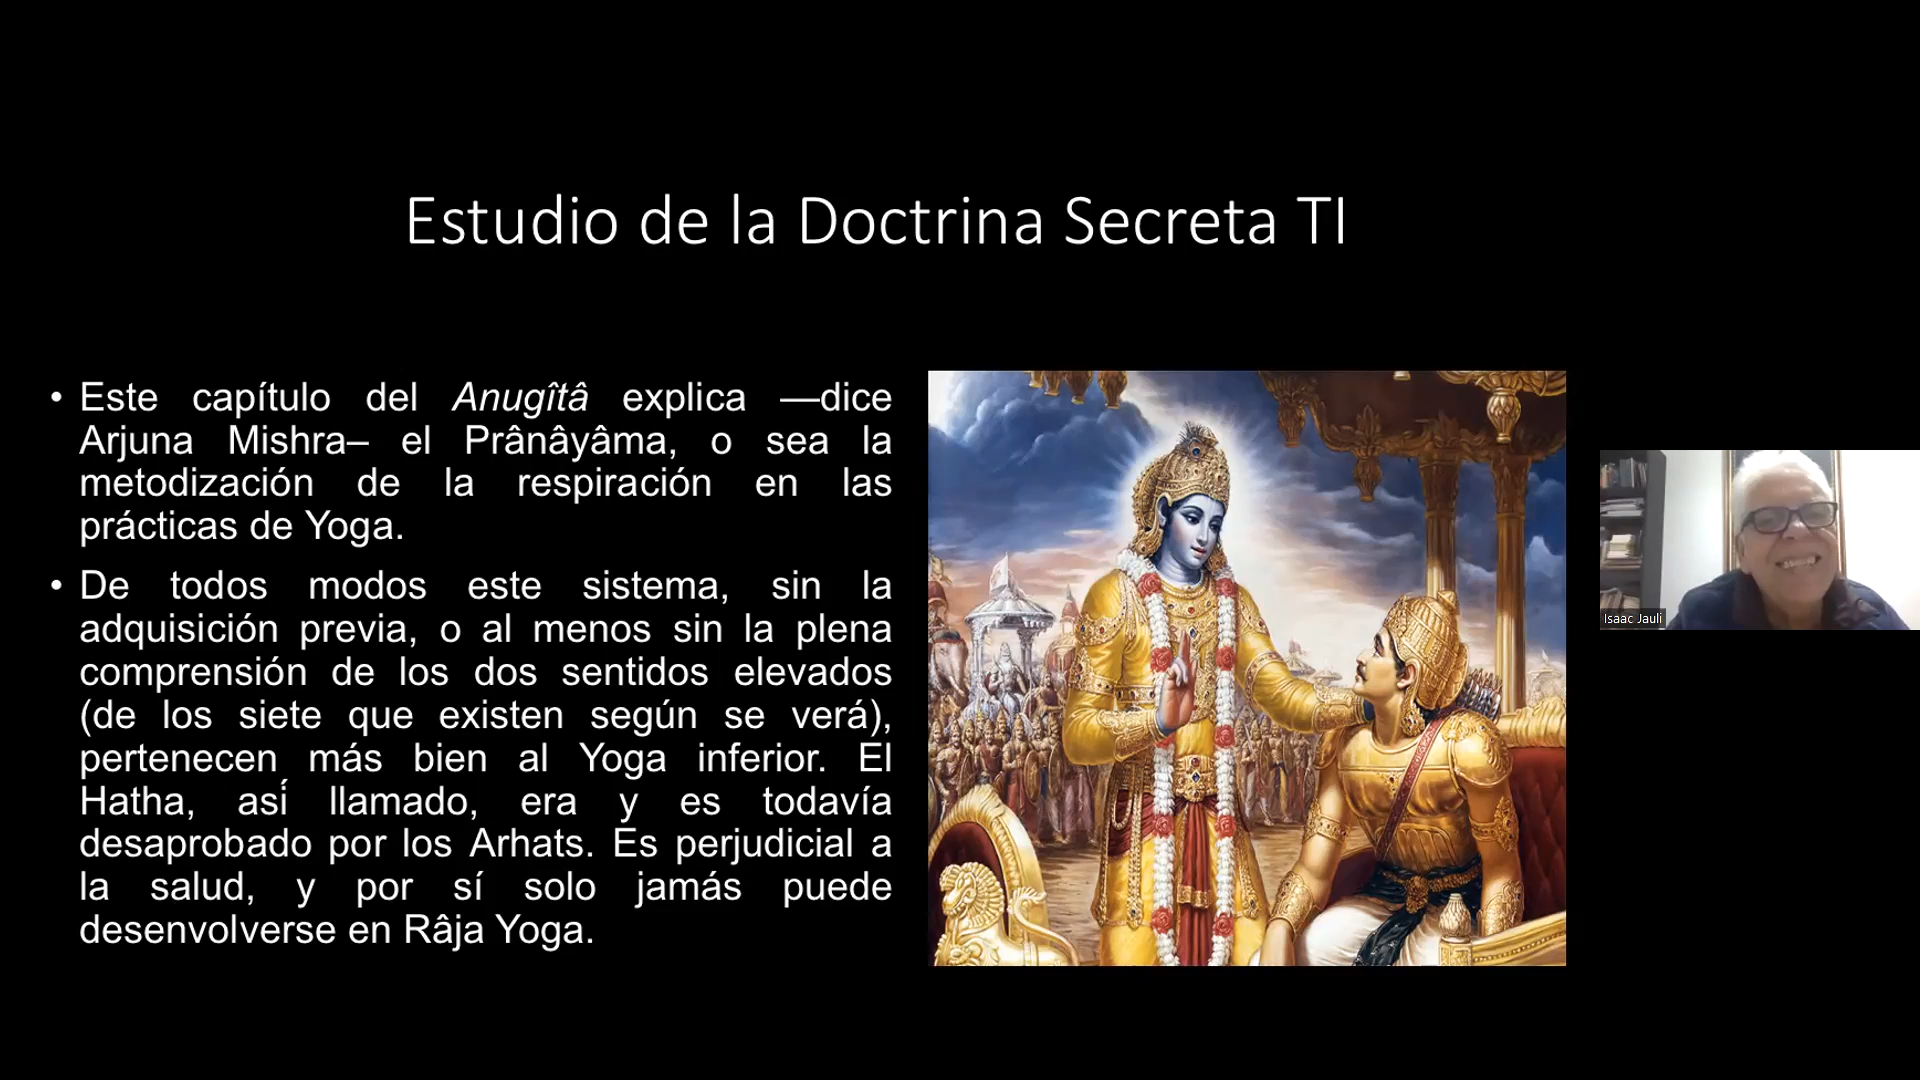 Estudio de la Doctrina Secreta TI
• Este capítulo del Anugîtâ explica —dice
Arjuna Mishra– el Prânâyâma, o sea la
metodización de la respiración en las
prácticas de Yoga.
• De todos modos este sistema, sin la
adquisición previa, o al menos sin la plena
comprensión de los dos sentidos elevados
(de los siete que existen según se verá),
pertenecen más bien al Yoga inferior. El
Hatha, así llamado, era y es todavía
desaprobado por los Arhats. Es perjudicial a
la salud, y por sí solo jamás puede
desenvolverse en Râja Yoga.
Isaac Jauli